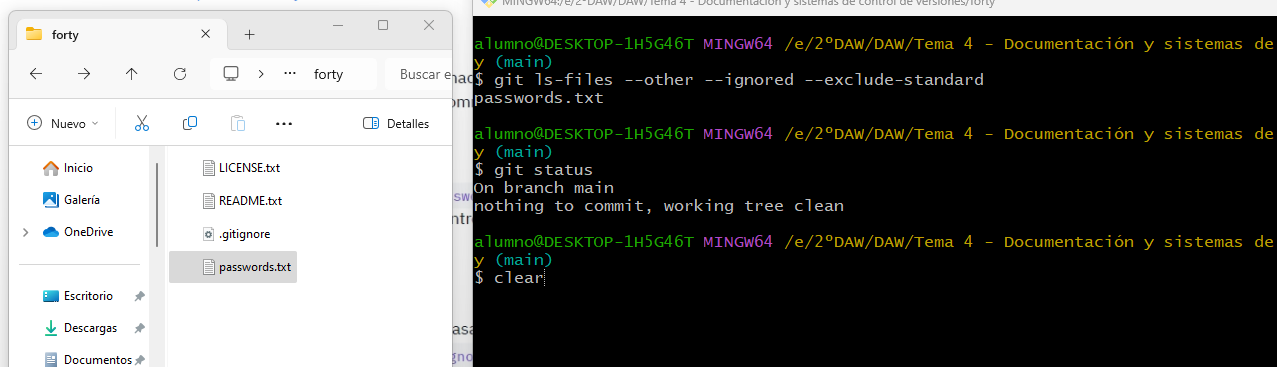 forty
forty
Buscar e
Nuevo
Detalles
Inicio
Galería
OneDrive
Escritorio
Descargas
Documentos
LICENSE.txt
README.txt
.gitignore
passwords.txt
MINGW64:/e/2ºDAW/DAW/Tema 4 - Documentación y sistemas de control de versiones/forty
alumno@DESKTOP-1H5G46T MINGW64 /e/2ºDAW/DAW/Tema 4 - Documentación y sistemas de
y (main)
$ git ls-files --other --ignored --exclude-standard
passwords.txt
alumno@DESKTOP-1H5G46T MINGW64 /e/2ºDAW/DAW/Tema 4 - Documentación y sistemas de
y (main)
$ git status
On branch main
nothing to commit, working tree clean
alumno@DESKTOP-1H5G46T MINGW64 /e/2ºDAW/DAW/Tema 4 - Documentación y sistemas de
y (main)
$ clear